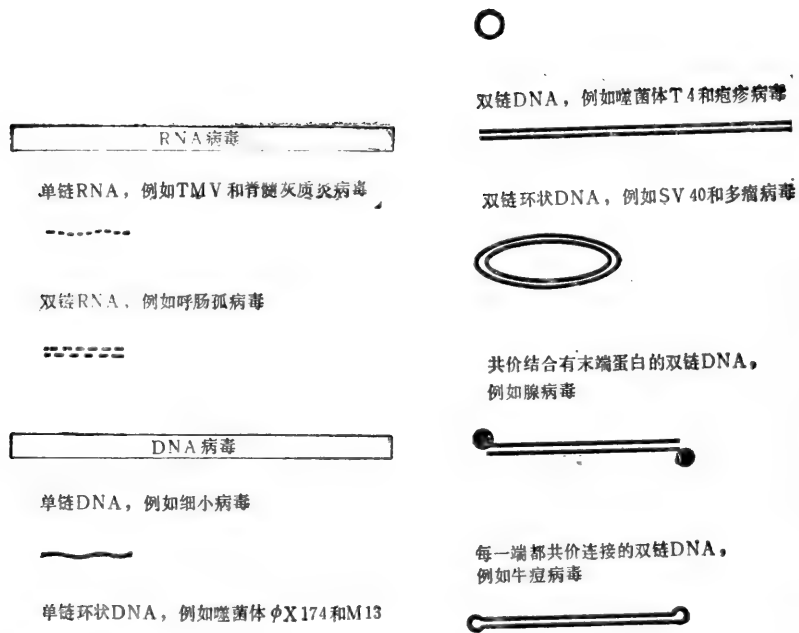 RNA病毒
单链RNA，例如TMV和脊髓灰质炎病毒
双链RNA，例如呼肠孤病毒
DNA病毒
单链DNA，例如细小病毒
单链环状DNA，例如噬菌体φX174和M13
双链DNA，例如噬菌体T4和疱疹病毒
双链环状DNA，例如SV40和多瘤病毒
共价结合有末端蛋白的双链DNA，
例如腺病毒
每一端都共价连接的双链DNA，
例如牛痘病毒